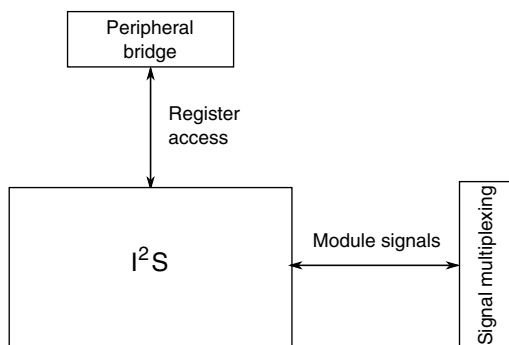 Peripheral
bridge
Register
access
I²S
Module signals
Signal multiplexing